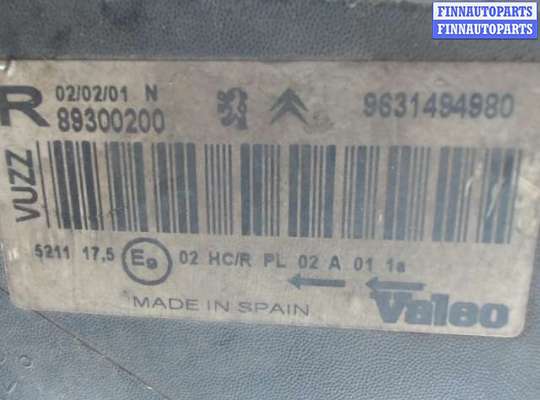 FINNAUTOPARTS
FINNAUTOPARTS
R 02/02/01 N 9631494980
89300200
VUZZ
5211 17,5 E9 02 HC/R PL 02 A 01 1a
MADE IN SPAIN Valeo